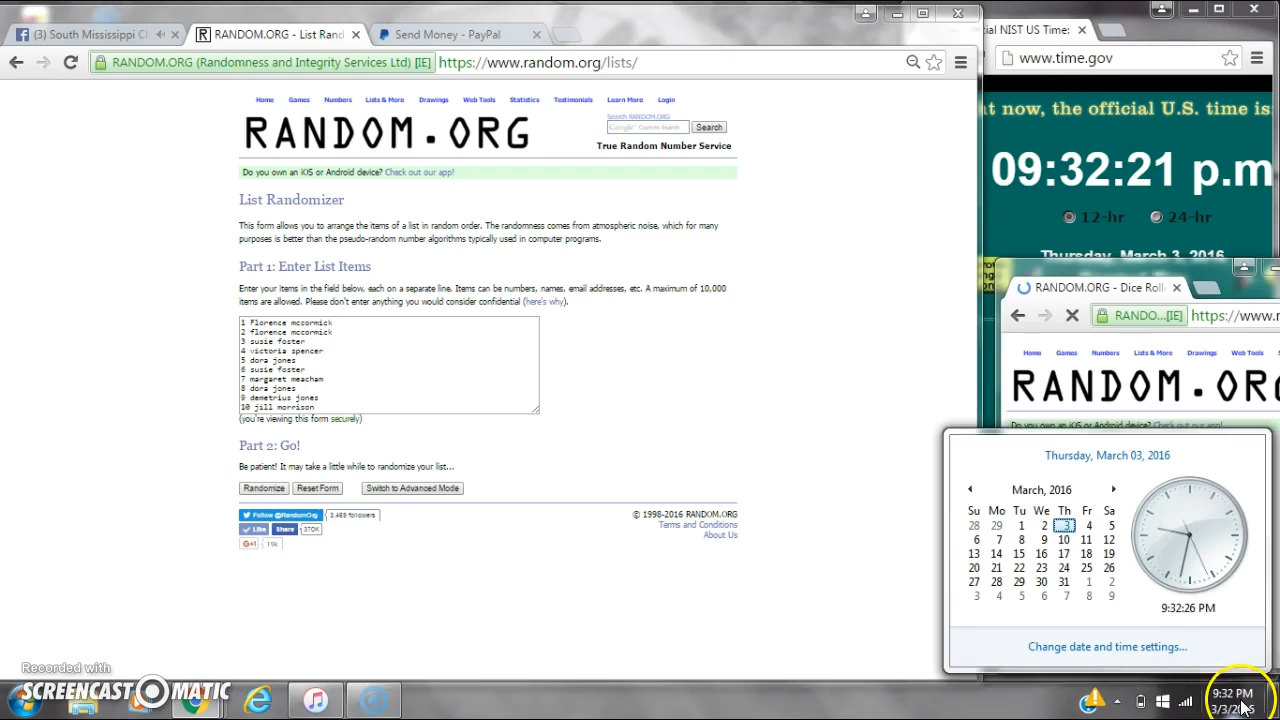 (3) South Mississippi Cl
RANDOM.ORG - List Rand
Send Money - PayPal
RANDOM.ORG (Randomness and Integrity Services Ltd) [IE]
https://www.random.org/lists/
Home Games Numbers Lists & More Drawings Web Tools Statistics Testimonials Learn More Login
RANDOM.ORG
Search RANDOM.ORG
Google Custom Search
Search
True Random Number Service
Do you own an iOS or Android device? Check out our app!
List Randomizer
This form allows you to arrange the items of a list in random order. The randomness comes from atmospheric noise, which for many
purposes is better than the pseudo-random number algorithms typically used in computer programs.
Part 1: Enter List Items
Enter your items in the field below, each on a separate line. Items can be numbers, names, email addresses, etc. A maximum of 10,000
items are allowed. Please don't enter anything you would consider confidential (here's why).
1 Florence mccormick
2 florence mccormick
3 susie foster
4 victoria spencer
5 dora jones
6 susie foster
7 margaret meacham
8 dora jones
9 demetrius jones
10 jill morrison
(you're viewing this form securely)
Part 2: Go!
Be patient! It may take a little while to randomize your list...
Randomize
Reset Form
Switch to Advanced Mode
Follow @RandomOrg
3,469 followers
Like
Share
370K
G+1
19k
© 1998-2016 RANDOM.ORG
Terms and Conditions
About Us
ial NIST US Time:
www.time.gov
t now, the official U.S. time is:
09:32:21 p.m
12-hr
24-hr
Thursday, March 3, 2016
RANDOM.ORG - Dice Roll
RANDO...[IE]
https://www.r
Home Games Numbers Lists & More Drawings Web Tools
RANDOM.ORG
Do you own an iOS or Android device? Check out our app!
Thursday, March 03, 2016
March, 2016
Su Mo Tu We Th Fr Sa
28 29 1 2 3 4 5
6 7 8 9 10 11 12
13 14 15 16 17 18 19
20 21 22 23 24 25 26
27 28 29 30 31 1 2
3 4 5 6 7 8 9
9:32:26 PM
Change date and time settings...
Recorded with
SCREENCAST O MATIC
9:32 PM